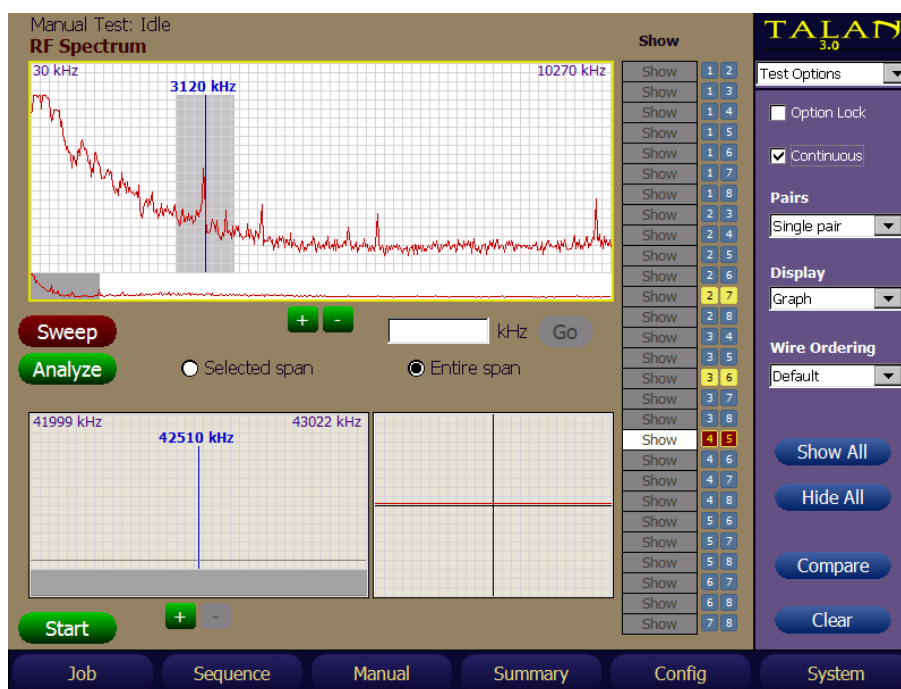 Manual Test: Idle
RF Spectrum
Show
TALAN
3.0
30 kHz
3120 kHz
10270 kHz
Show 1 2
Show 1 3
Show 1 4
Show 1 5
Show 1 6
Show 1 7
Show 1 8
Show 2 3
Show 2 4
Show 2 5
Show 2 6
Show 2 7
Show 2 8
Show 3 4
Show 3 5
Show 3 6
Show 3 7
Show 3 8
Show 4 5
Show 4 6
Show 4 7
Show 4 8
Show 5 6
Show 5 7
Show 5 8
Show 6 7
Show 6 8
Show 7 8
Test Options
Option Lock
Continuous
Pairs
Single pair
Display
Graph
Wire Ordering
Default
Show All
Hide All
Compare
Clear
Sweep
+ -
kHz Go
Analyze
Selected span
Entire span
41999 kHz
42510 kHz
43022 kHz
Start
+ -
Job
Sequence
Manual
Summary
Config
System